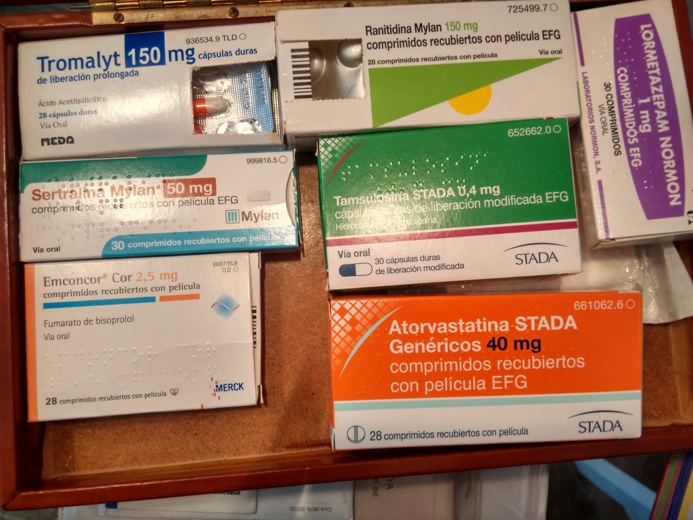 936534.9 TLD
Tromalyt 150 mg cápsulas duras
de liberación prolongada
Ácido Acetilsalicílico
28 cápsulas duras
Vía Oral
MEDA
725499.7
Ranitidina Mylan 150 mg
comprimidos recubiertos con película EFG
28 comprimidos recubiertos con película
Vía oral
LORMETAZEPAM NORMON
1 mg
COMPRIMIDOS EFG
30 COMPRIMIDOS
VÍA ORAL
LABORATORIOS NORMON, S.A.
999816.5
Sertralina Mylan 50 mg
comprimidos recubiertos con película EFG
Mylan
Vía oral
30 comprimidos recubiertos con película
652662.0
Tamsulosina STADA 0,4 mg
cápsulas duras de liberación modificada EFG
Vía oral
30 cápsulas duras
de liberación modificada
STADA
TLD
Emconcor® Cor 2,5 mg
comprimidos recubiertos con película
Fumarato de bisoprolol
Vía oral
MERCK
28 comprimidos recubiertos con película
661062.6
Atorvastatina STADA
Genéricos 40 mg
comprimidos recubiertos
con película EFG
28 comprimidos recubiertos con película
STADA